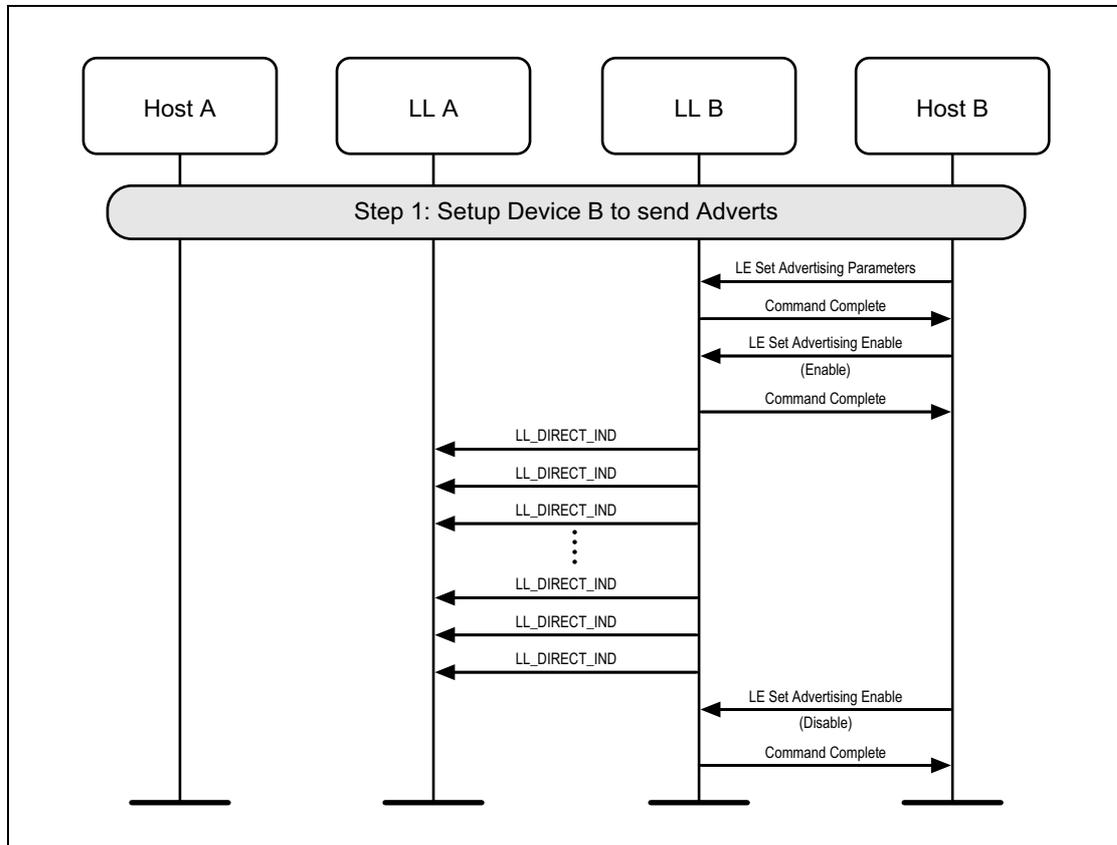 Host A
LL A
LL B
Host B
Step 1: Setup Device B to send Adverts
LE Set Advertising Parameters
Command Complete
LE Set Advertising Enable
(Enable)
Command Complete
LL_DIRECT_IND
LL_DIRECT_IND
LL_DIRECT_IND
LL_DIRECT_IND
LL_DIRECT_IND
LL_DIRECT_IND
LE Set Advertising Enable
(Disable)
Command Complete